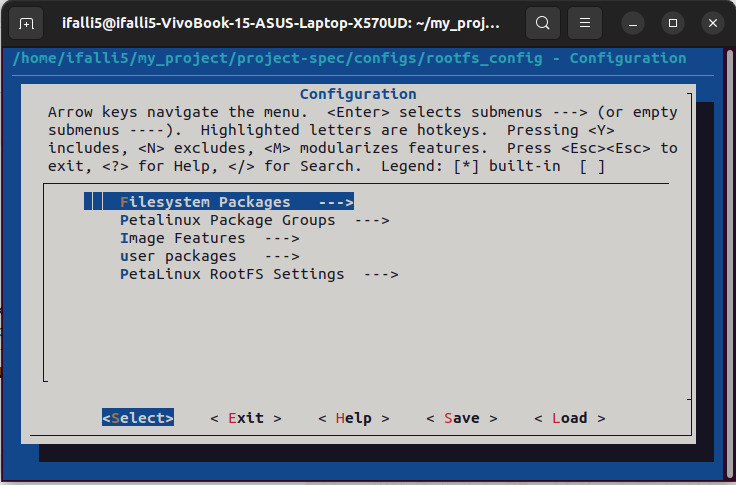 ifalli5@ifalli5-VivoBook-15-ASUS-Laptop-X570UD: ~/my_proj...
/home/ifalli5/my_project/project-spec/configs/rootfs_config - Configuration
Configuration
Arrow keys navigate the menu.  <Enter> selects submenus ---> (or empty
submenus ----).  Highlighted letters are hotkeys.  Pressing <Y>
includes, <N> excludes, <M> modularizes features.  Press <Esc><Esc> to
exit, <?> for Help, </> for Search.  Legend: [*] built-in  [ ]
Filesystem Packages   --->
Petalinux Package Groups  --->
Image Features  --->
user packages   --->
PetaLinux RootFS Settings  --->
<Select>    < Exit >    < Help >    < Save >    < Load >